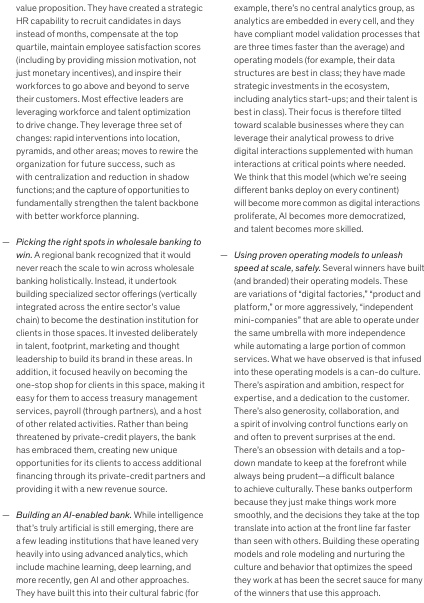 value proposition. They have created a strategic
HR capability to recruit candidates in days
instead of months, compensate at the top
quartile, maintain employee satisfaction scores
(including by providing mission motivation, not
just monetary incentives), and inspire their
workforces to go above and beyond to serve
their customers. Most effective leaders are
leveraging workforce and talent optimization
to drive change. They leverage three set of
changes: rapid interventions into location,
pyramids, and other areas; moves to rewire the
organization for future success, such as
with centralization and reduction in shadow
functions; and the capture of opportunities to
fundamentally strengthen the talent backbone
with better workforce planning.
— Picking the right spots in wholesale banking to
win. A regional bank recognized that it would
never reach the scale to win across wholesale
banking holistically. Instead, it undertook
building specialized sector offerings (vertically
integrated across the entire sector's value
chain) to become the destination institution for
clients in those spaces. It invested deliberately
in talent, footprint, marketing and thought
leadership to build its brand in these areas. In
addition, it focused heavily on becoming the
one-stop shop for clients in this space, making it
easy for them to access treasury management
services, payroll (through partners), and a host
of other related activities. Rather than being
threatened by private-credit players, the bank
has embraced them, creating new unique
opportunities for its clients to access additional
financing through its private-credit partners and
providing it with a new revenue source.
— Building an AI-enabled bank. While intelligence
that's truly artificial is still emerging, there are
a few leading institutions that have leaned very
heavily into using advanced analytics, which
include machine learning, deep learning, and
more recently, gen AI and other approaches.
They have built this into their cultural fabric (for
example, there's no central analytics group, as
analytics are embedded in every cell, and they
have compliant model validation processes that
are three times faster than the average) and
operating models (for example, their data
structures are best in class; they have made
strategic investments in the ecosystem,
including analytics start-ups; and their talent is
best in class). Their focus is therefore tilted
toward scalable businesses where they can
leverage their analytical prowess to drive
digital interactions supplemented with human
interactions at critical points where needed.
We think that this model (which we're seeing
different banks deploy on every continent)
will become more common as digital interactions
proliferate, AI becomes more democratized,
and talent becomes more skilled.
— Using proven operating models to unleash
speed at scale, safely. Several winners have built
(and branded) their operating models. These
are variations of "digital factories," "product and
platform," or more aggressively, "independent
mini-companies" that are able to operate under
the same umbrella with more independence
while automating a large portion of common
services. What we have observed is that infused
into these operating models is a can-do culture.
There's aspiration and ambition, respect for
expertise, and a dedication to the customer.
There's also generosity, collaboration, and
a spirit of involving control functions early on
and often to prevent surprises at the end.
There's an obsession with details and a top-
down mandate to keep at the forefront while
always being prudent—a difficult balance
to achieve culturally. These banks outperform
because they just make things work more
smoothly, and the decisions they take at the top
translate into action at the front line far faster
than seen with others. Building these operating
models and role modeling and nurturing the
culture and behavior that optimizes the speed
they work at has been the secret sauce for many
of the winners that use this approach.